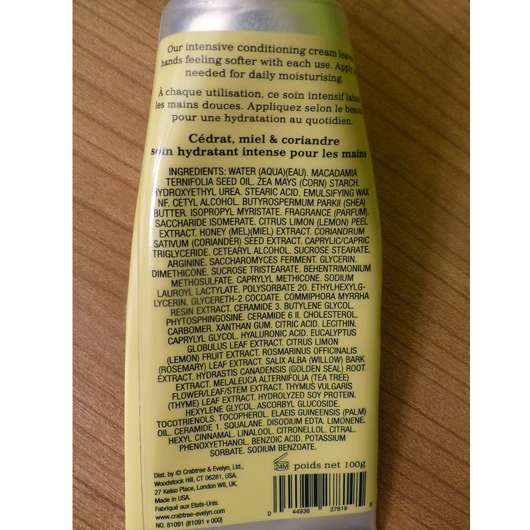 Our intensive conditioning cream leaves
hands feeling softer with each use. Apply
needed for daily moisturising.
À chaque utilisation, ce soin intensif laisse
les mains douces. Appliquez selon le besoin
pour une hydratation au quotidien.
Cédrat, miel & coriandre
soin hydratant intense pour les mains
INGREDIENTS: WATER (AQUA)(EAU). MACADAMIA
TERNIFOLIA SEED OIL. ZEA MAYS (CORN) STARCH.
HYDROXYETHYL UREA. STEARIC ACID. EMULSIFYING WAX
NF. CETYL ALCOHOL. BUTYROSPERMUM PARKII (SHEA)
BUTTER. ISOPROPYL MYRISTATE. FRAGRANCE (PARFUM).
SACCHARIDE ISOMERATE. CITRUS LIMON (LEMON) PEEL
EXTRACT. HONEY (MEL)(MIEL) EXTRACT. CORIANDRUM
SATIVUM (CORIANDER) SEED EXTRACT. CAPRYLIC/CAPRIC
TRIGLYCERIDE. CETEARYL ALCOHOL. SUCROSE STEARATE.
ARGININE. SACCHAROMYCES FERMENT. GLYCERIN.
DIMETHICONE. SUCROSE TRISTEARATE. BEHENTRIMONIUM
METHOSULFATE. CAPRYLYL METHICONE. SODIUM
LAUROYL LACTYLATE. POLYSORBATE 20. ETHYLHEXYLG-
LYCERIN. GLYCERETH-2 COCOATE. COMMIPHORA MYRRHA
RESIN EXTRACT. CERAMIDE 3. BUTYLENE GLYCOL.
PHYTOSPHINGOSINE. CERAMIDE 6 II. CHOLESTEROL.
CARBOMER. XANTHAN GUM. CITRIC ACID. LECITHIN.
CAPRYLYL GLYCOL. HYALURONIC ACID. EUCALYPTUS
GLOBULUS LEAF EXTRACT. CITRUS LIMON
(LEMON) FRUIT EXTRACT. ROSMARINUS OFFICINALIS
(ROSEMARY) LEAF EXTRACT. SALIX ALBA (WILLOW) BARK
EXTRACT. HYDRASTIS CANADENSIS (GOLDEN SEAL) ROOT
EXTRACT. MELALEUCA ALTERNIFOLIA (TEA TREE)
FLOWER/LEAF/STEM EXTRACT. THYMUS VULGARIS
(THYME) LEAF EXTRACT. HYDROLYZED SOY PROTEIN.
HEXYLENE GLYCOL. ASCORBYL GLUCOSIDE.
TOCOTRIENOLS. TOCOPHEROL. ELAEIS GUINEENSIS (PALM)
OIL. CERAMIDE 1. SQUALANE. DISODIUM EDTA. LIMONENE.
HEXYL CINNAMAL. LINALOOL. CITRONELLOL. CITRAL.
PHENOXYETHANOL. BENZOIC ACID. POTASSIUM
SORBATE. SODIUM BENZOATE.
Dist. by © Crabtree & Evelyn, Ltd.,
Woodstock Hill, CT 06281, USA
27 Kelso Place, London W8, UK.
Made in USA.
Fabriqué aux Etats-Unis.
www.crabtree-evelyn.com
NO. 81091 (81091 v 000)
24M poids net 100g
0 44936 27819